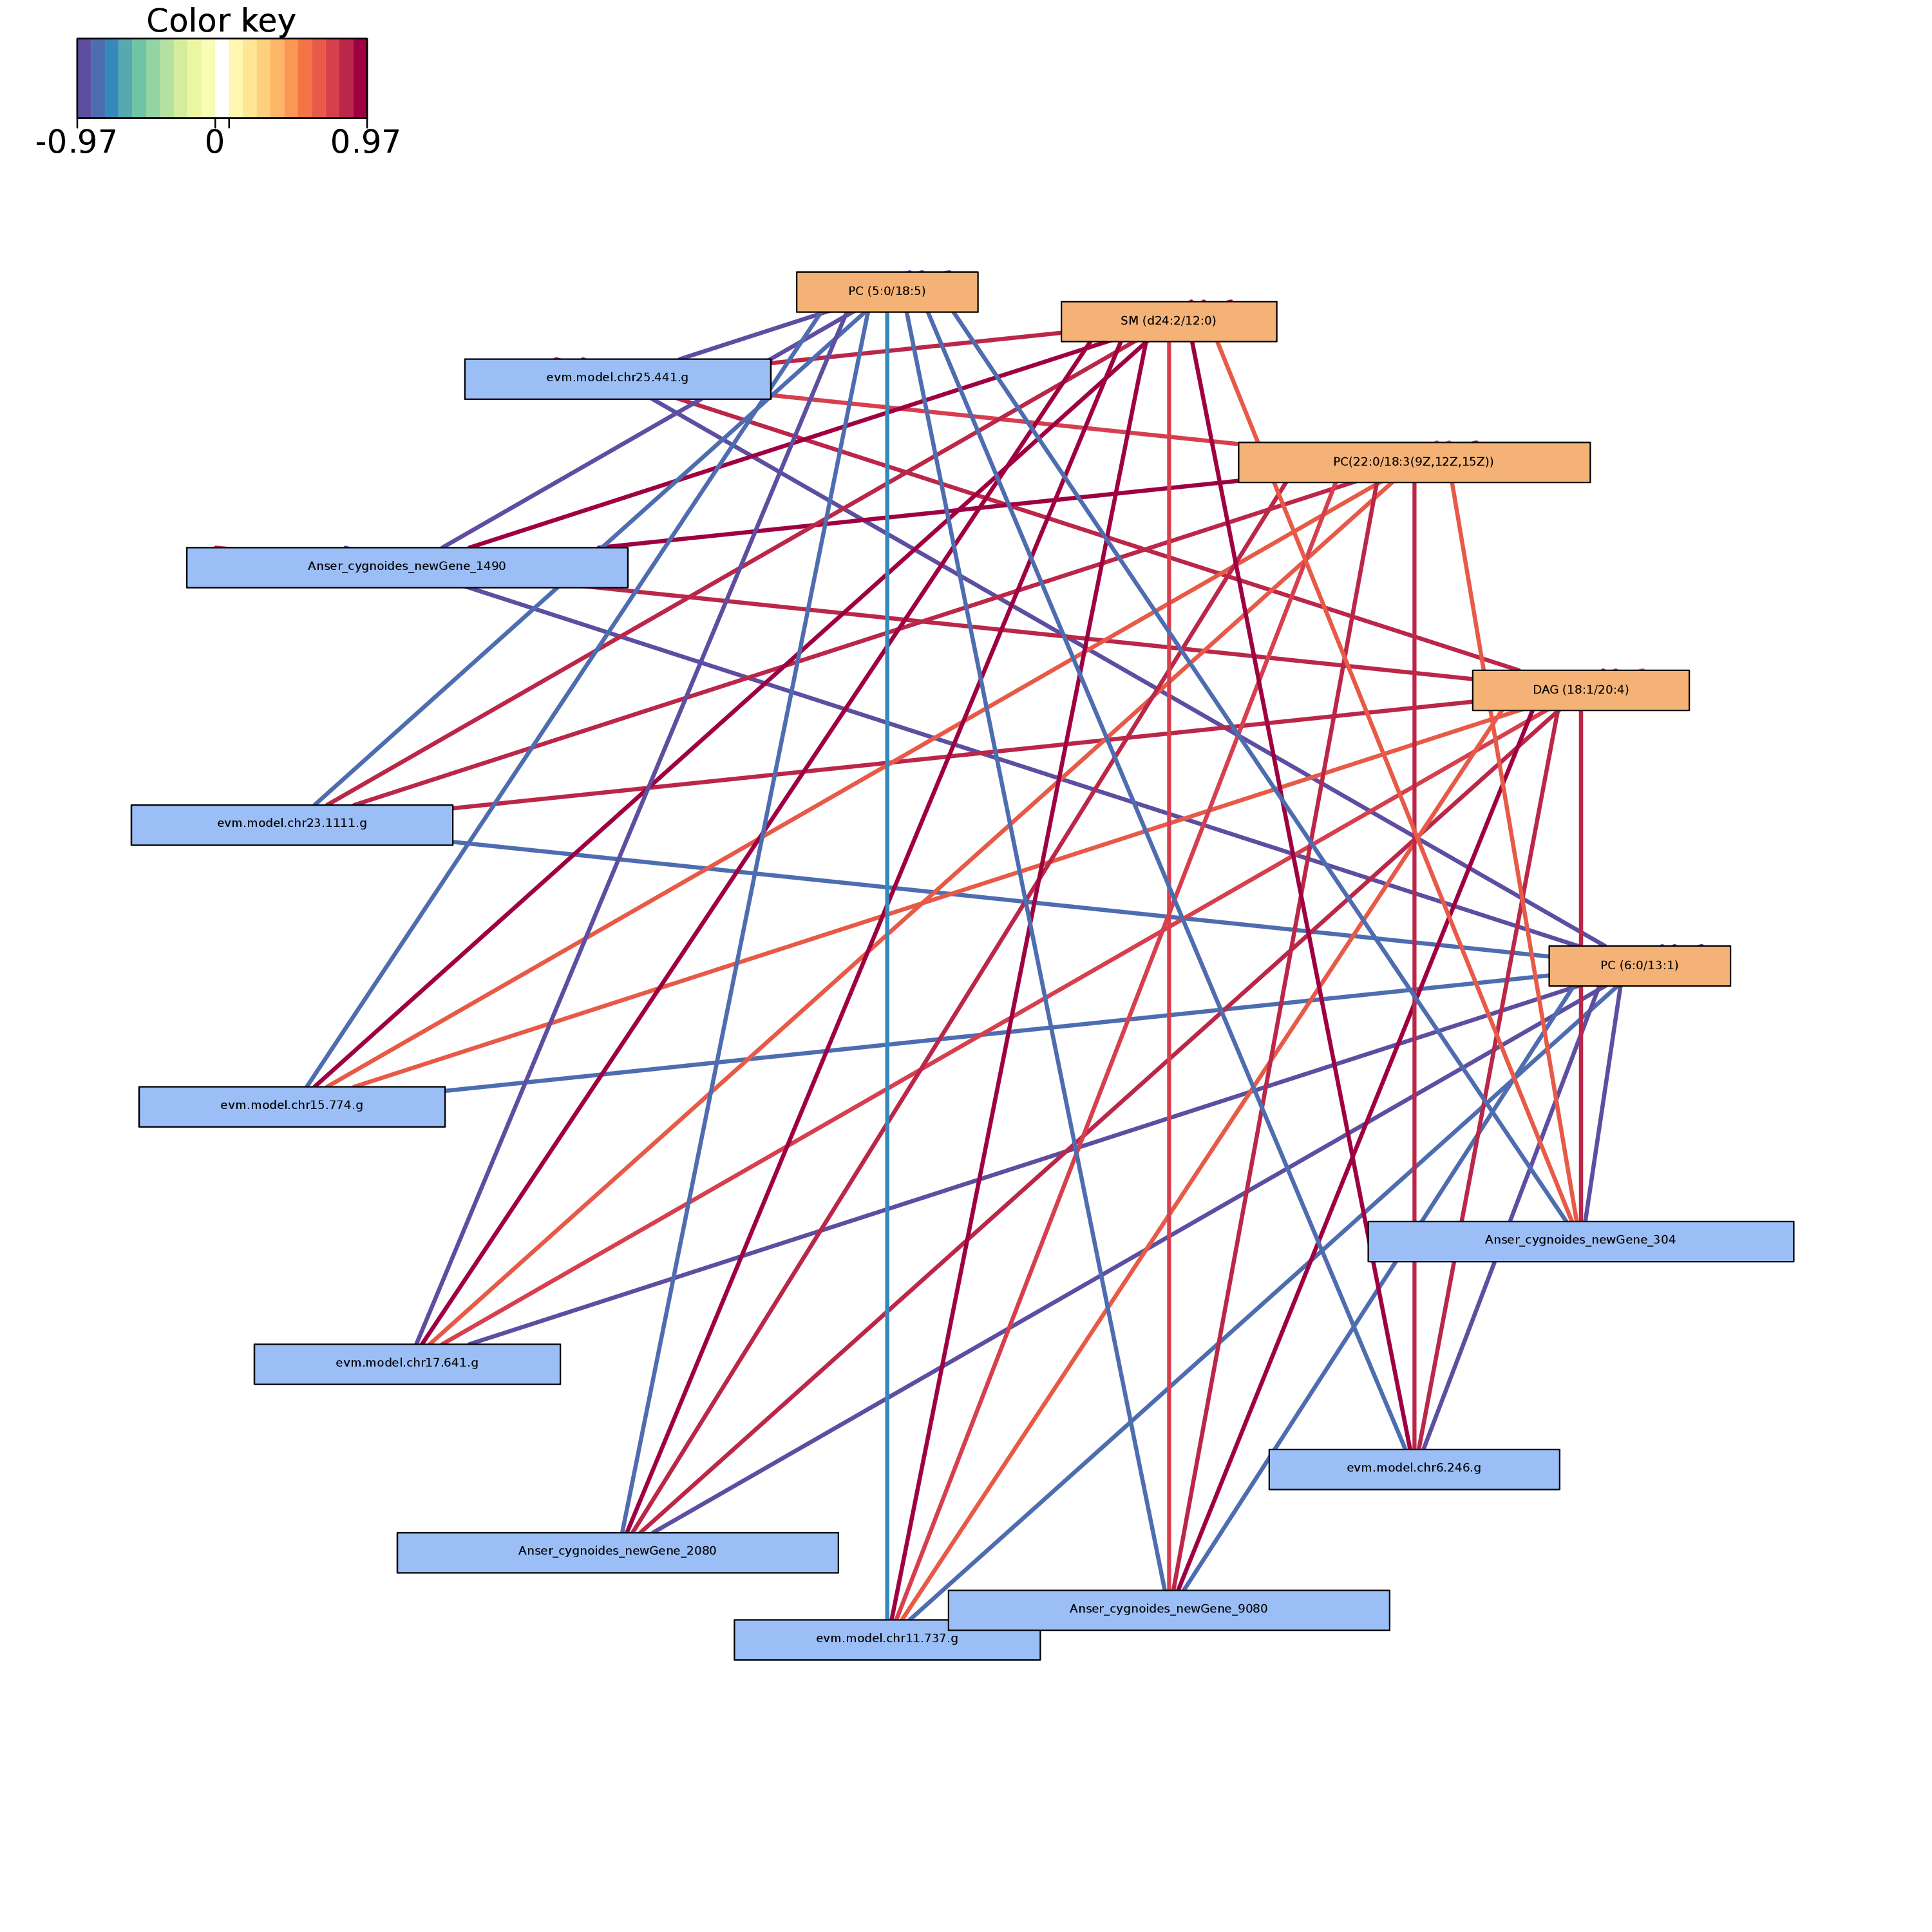 Color key
-0.97 0 0.97
PC (5:0/18:5)
SM (d24:2/12:0)
evm.model.chr25.441.g
PC(22:0/18:3(9Z,12Z,15Z))
Anser_cygnoides_newGene_1490
DAG (18:1/20:4)
evm.model.chr23.1111.g
PC (6:0/13:1)
evm.model.chr15.774.g
Anser_cygnoides_newGene_304
evm.model.chr17.641.g
evm.model.chr6.246.g
Anser_cygnoides_newGene_2080
Anser_cygnoides_newGene_9080
evm.model.chr11.737.g